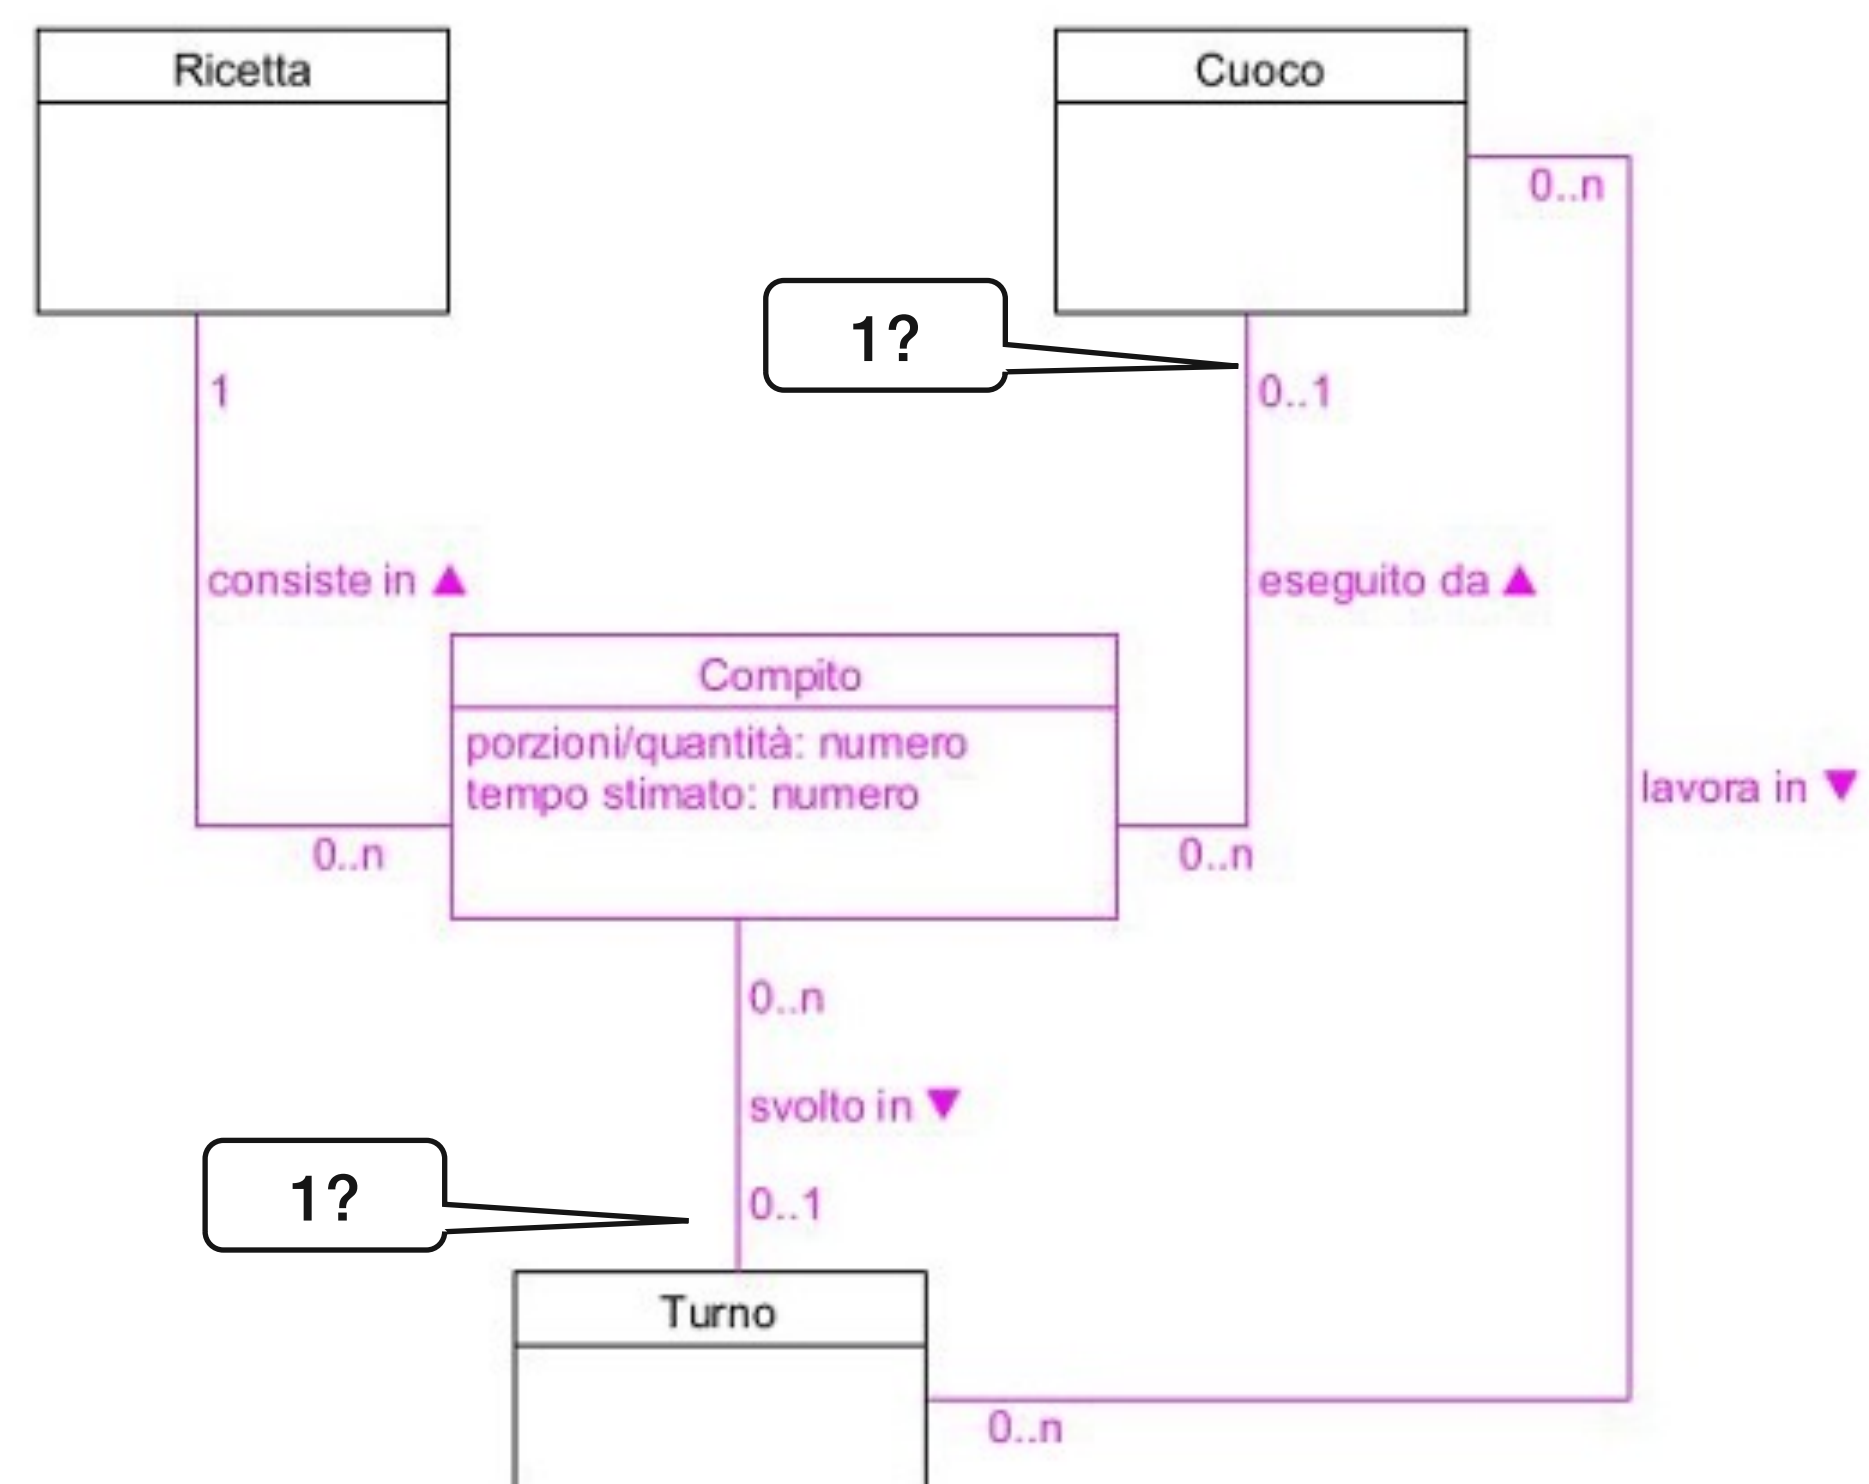 Ricetta
Cuoco
0..n
1?
1
0..1
consiste in ▲
eseguito da ▲
Compito
porzioni/quantità: numero
tempo stimato: numero
lavora in ▼
0..n
0..n
0..n
svolto in ▼
1?
0..1
Turno
0..n